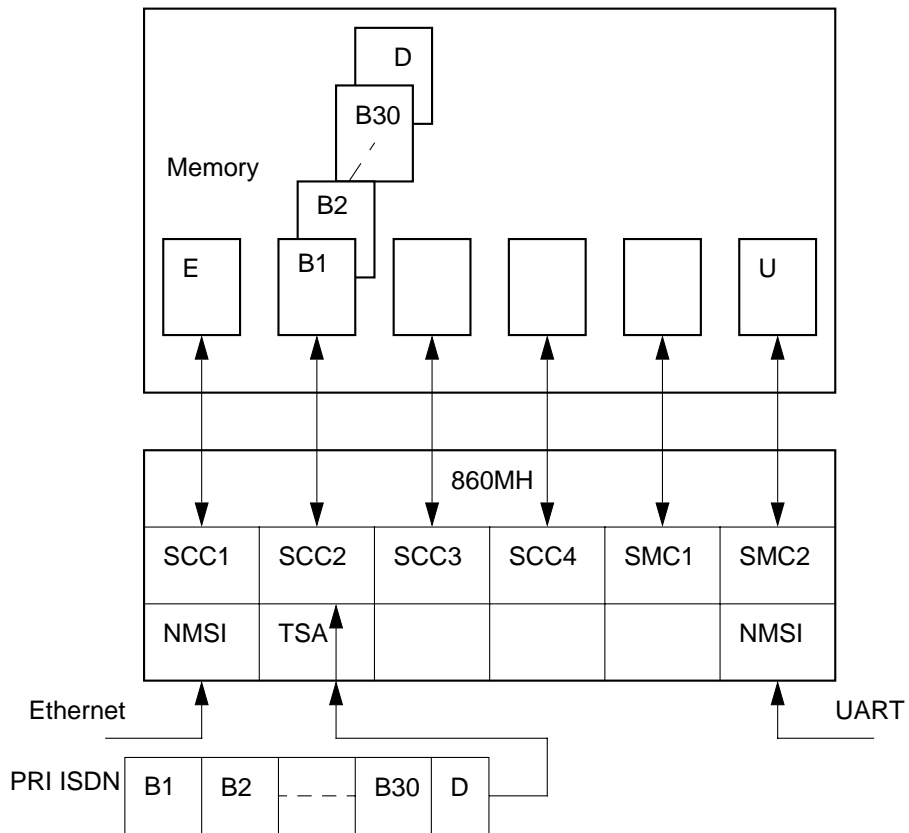 D
B30
Memory
B2
E
B1
U
860MH
SCC1 SCC2 SCC3 SCC4 SMC1 SMC2
NMSI TSA NMSI
Ethernet
UART
PRI ISDN B1 B2 B30 D